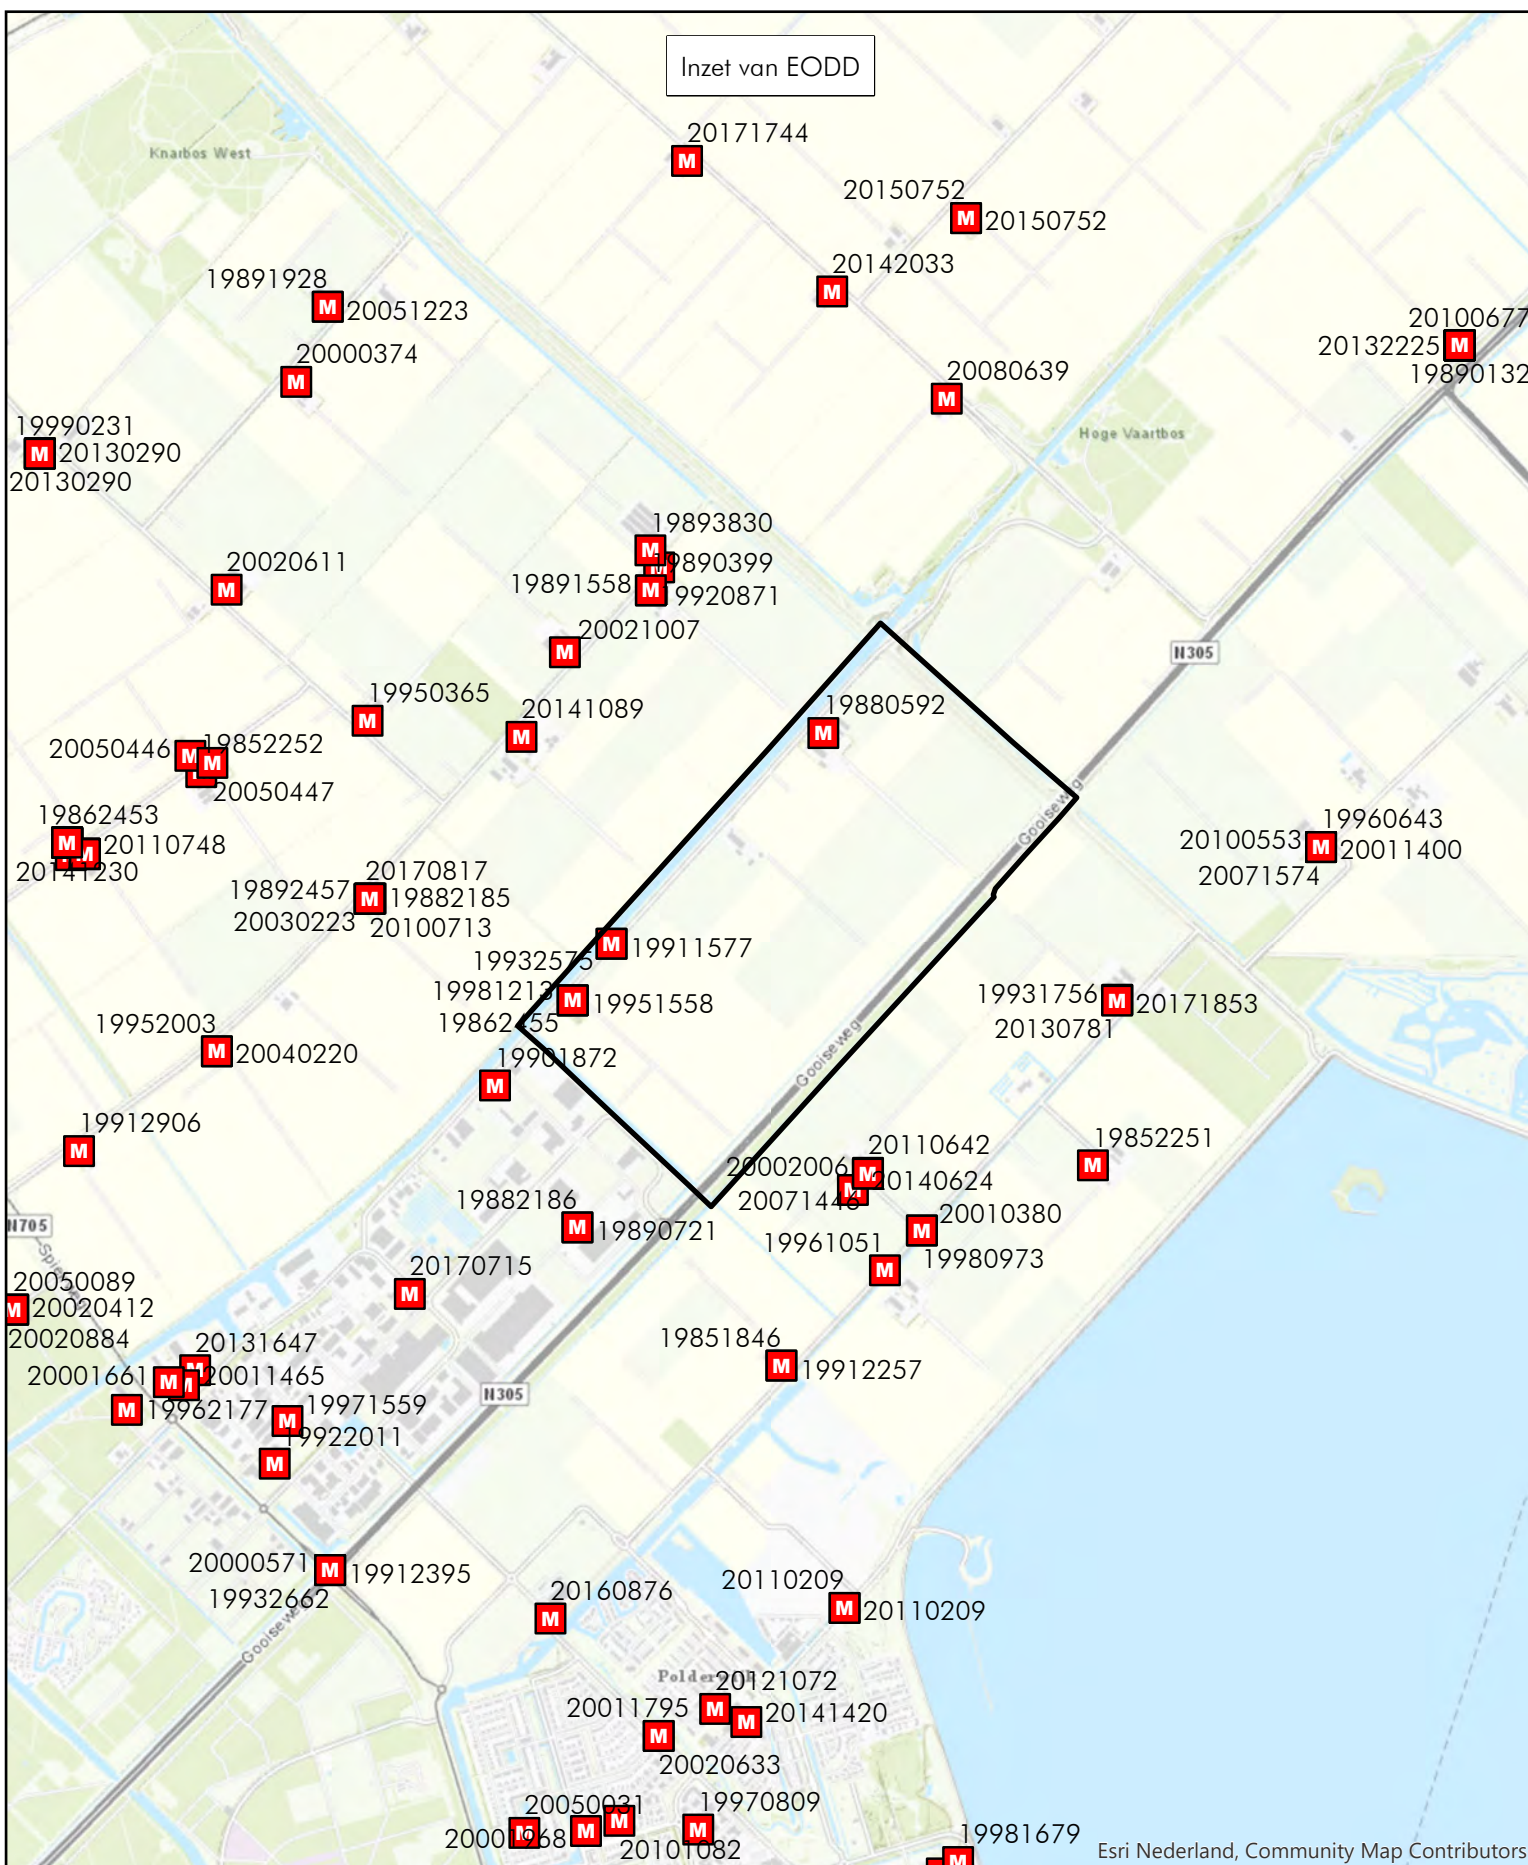 Inzet van EODD
20171744
M
Knarbos West
20150752
M
20150752
20142033
M
19891928
M
20051223
20100677
20132225
M
19890132
20000374
M
20080639
M
19990231
M
20130290
20130290
Hoge Vaartbos
19893830
M
19890399
M
20020611
M
19891558
M
19920871
20021007
M
N305
19950365
M
20141089
M
19880592
M
20050446
M
19852252
M
20050447
Gooiseweg
19862453
M
20110748
M
20141230
19960643
20100553
M
20011400
20071574
20170817
19892457
M
19882185
20030223
20100713
M
19911577
19932575
19981213
M
19951558
19862455
19931756
M
20171853
20130781
19952003
M
20040220
Gooiseweg
19901872
M
19912906
M
20110642
M
20002006
20140624
M
20071448
19852251
M
19882186
M
19890721
20010380
M
19980973
19961051
M
N705
20170715
M
20050089
M
20020412
20020884
20131647
M
20001661
M
20011465
M
M
19962177
19851846
M
19912257
N305
19971559
M
19922011
M
20000571
M
19912395
19932662
Gooiseweg
20160876
M
20110209
M
20110209
Polderwijk
20121072
M
20011795
20141420
M
M
20020633
20050031
M
20001968
M
M
20101082
19970809
M
19981679
M
Esri Nederland, Community Map Contributors